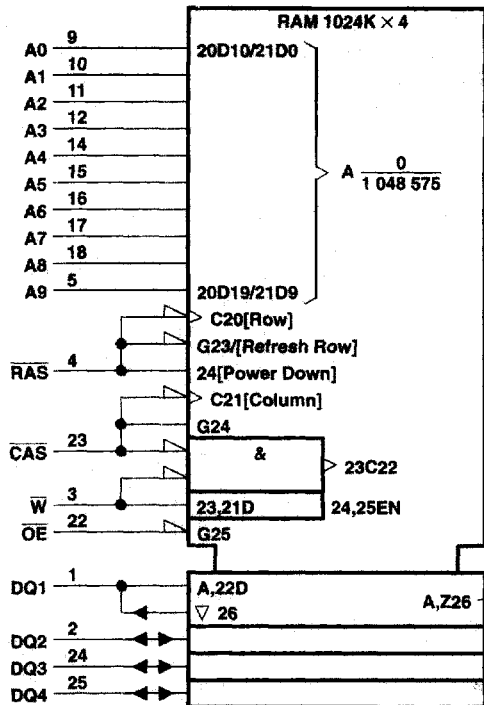 RAM 1024K × 4
A0 9 20D10/21D0
A1 10
A2 11
A3 12
A4 14
A5 15
A6 16
A7 17
A8 18
A9 5 20D19/21D9
A 0
1 048 575
C20[Row]
G23/[Refresh Row]
R̅A̅S̅ 4 24[Power Down]
C21[Column]
G24
C̅A̅S̅ 23 &
23C22
W̅ 3 23,21D 24,25EN
O̅E̅ 22 G25
DQ1 1 A,22D A,Z26
▽ 26
DQ2 2
DQ3 24
DQ4 25